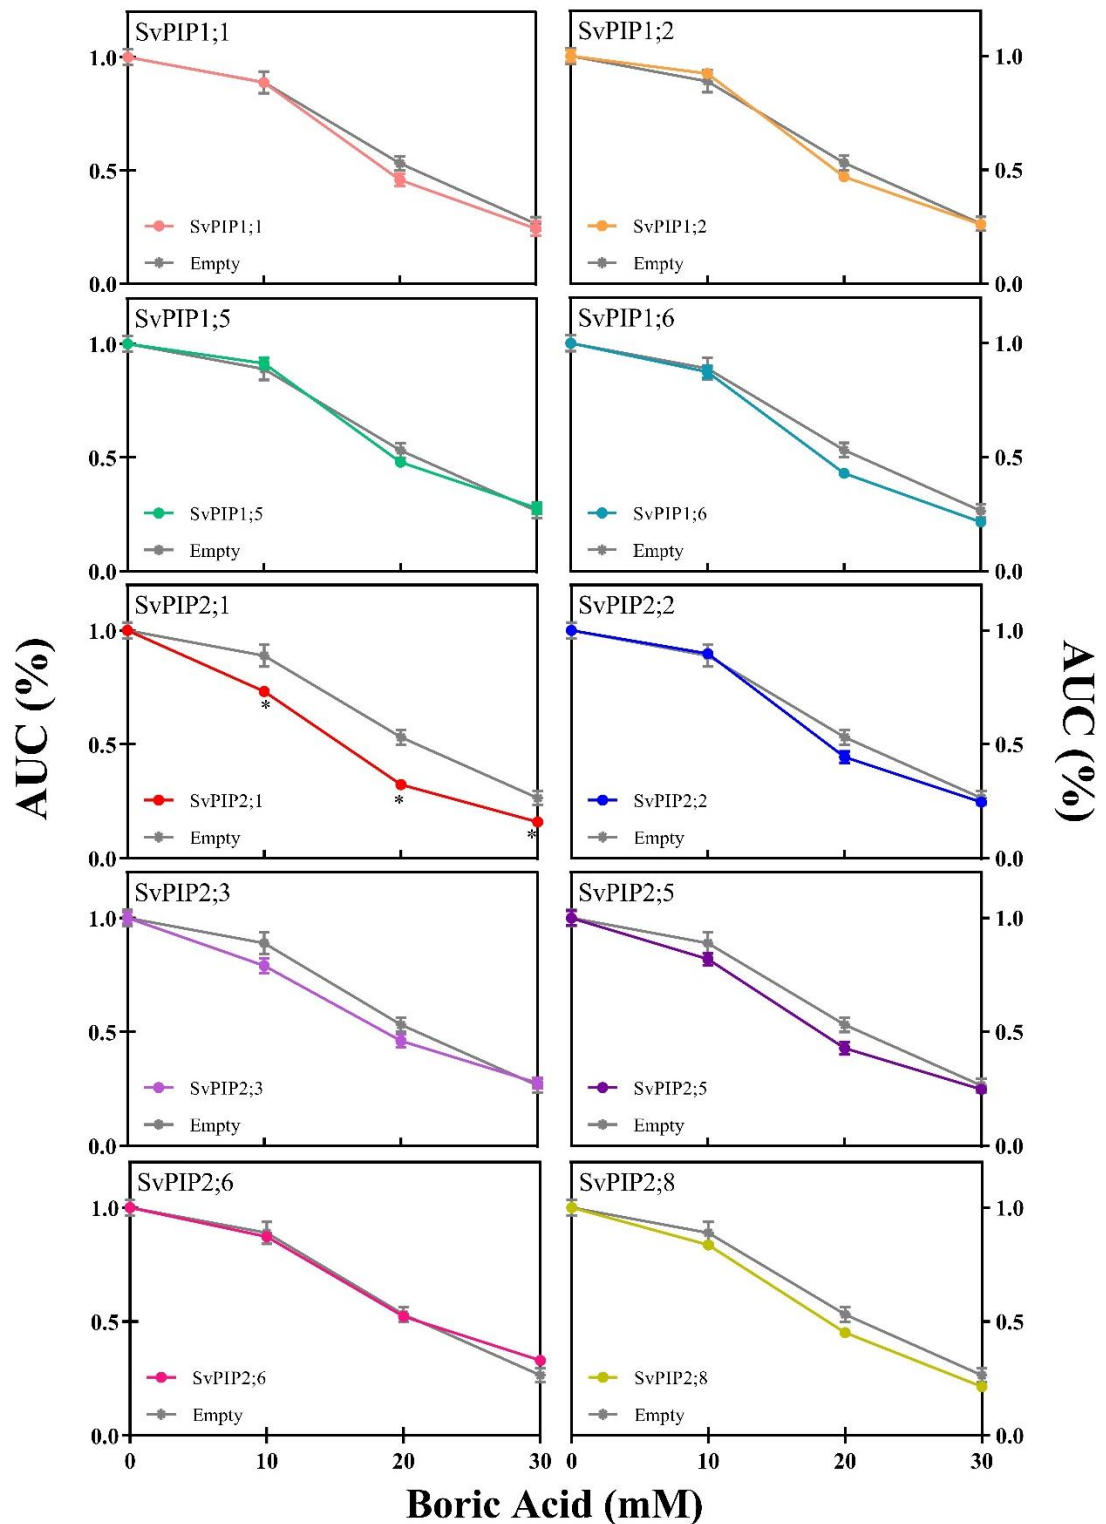 SvPIP1;1
1.0
0.5
0.0
SvPIP1;1
Empty
SvPIP1;2
1.0
0.5
0.0
SvPIP1;2
Empty
SvPIP1;5
1.0
0.5
0.0
SvPIP1;5
Empty
SvPIP1;6
1.0
0.5
0.0
SvPIP1;6
Empty
AUC (%)
SvPIP2;1
1.0
0.5
0.0
*
*
*
SvPIP2;1
Empty
SvPIP2;2
1.0
0.5
0.0
SvPIP2;2
Empty
AUC (%)
SvPIP2;3
1.0
0.5
0.0
SvPIP2;3
Empty
SvPIP2;5
1.0
0.5
0.0
SvPIP2;5
Empty
SvPIP2;6
1.0
0.5
0.0
SvPIP2;6
Empty
SvPIP2;8
1.0
0.5
0.0
SvPIP2;8
Empty
0 10 20 30 0 10 20 30
Boric Acid (mM)